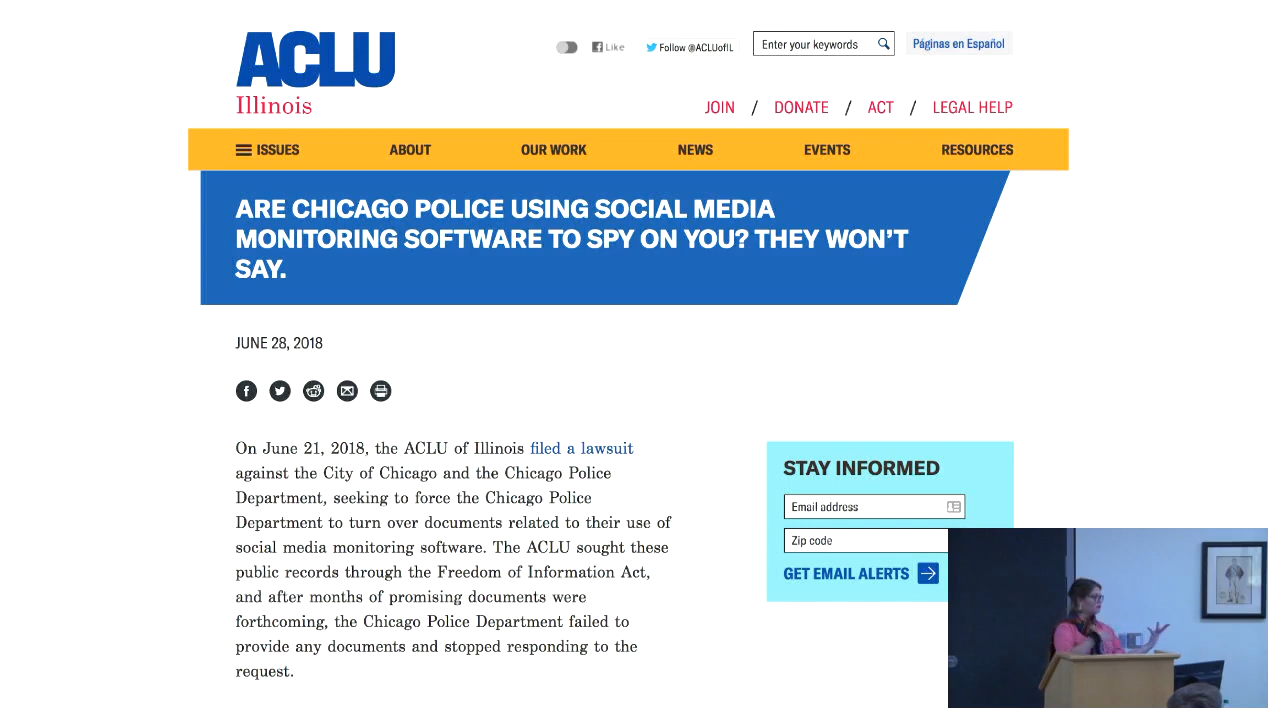 ACLU
Illinois
Like
Follow @ACLUofIL
Enter your keywords
Páginas en Español
JOIN / DONATE / ACT / LEGAL HELP
ISSUES
ABOUT
OUR WORK
NEWS
EVENTS
RESOURCES
ARE CHICAGO POLICE USING SOCIAL MEDIA
MONITORING SOFTWARE TO SPY ON YOU? THEY WON'T
SAY.
JUNE 28, 2018
On June 21, 2018, the ACLU of Illinois filed a lawsuit
against the City of Chicago and the Chicago Police
Department, seeking to force the Chicago Police
Department to turn over documents related to their use of
social media monitoring software. The ACLU sought these
public records through the Freedom of Information Act,
and after months of promising documents were
forthcoming, the Chicago Police Department failed to
provide any documents and stopped responding to the
request.
STAY INFORMED
Email address
Zip code
GET EMAIL ALERTS